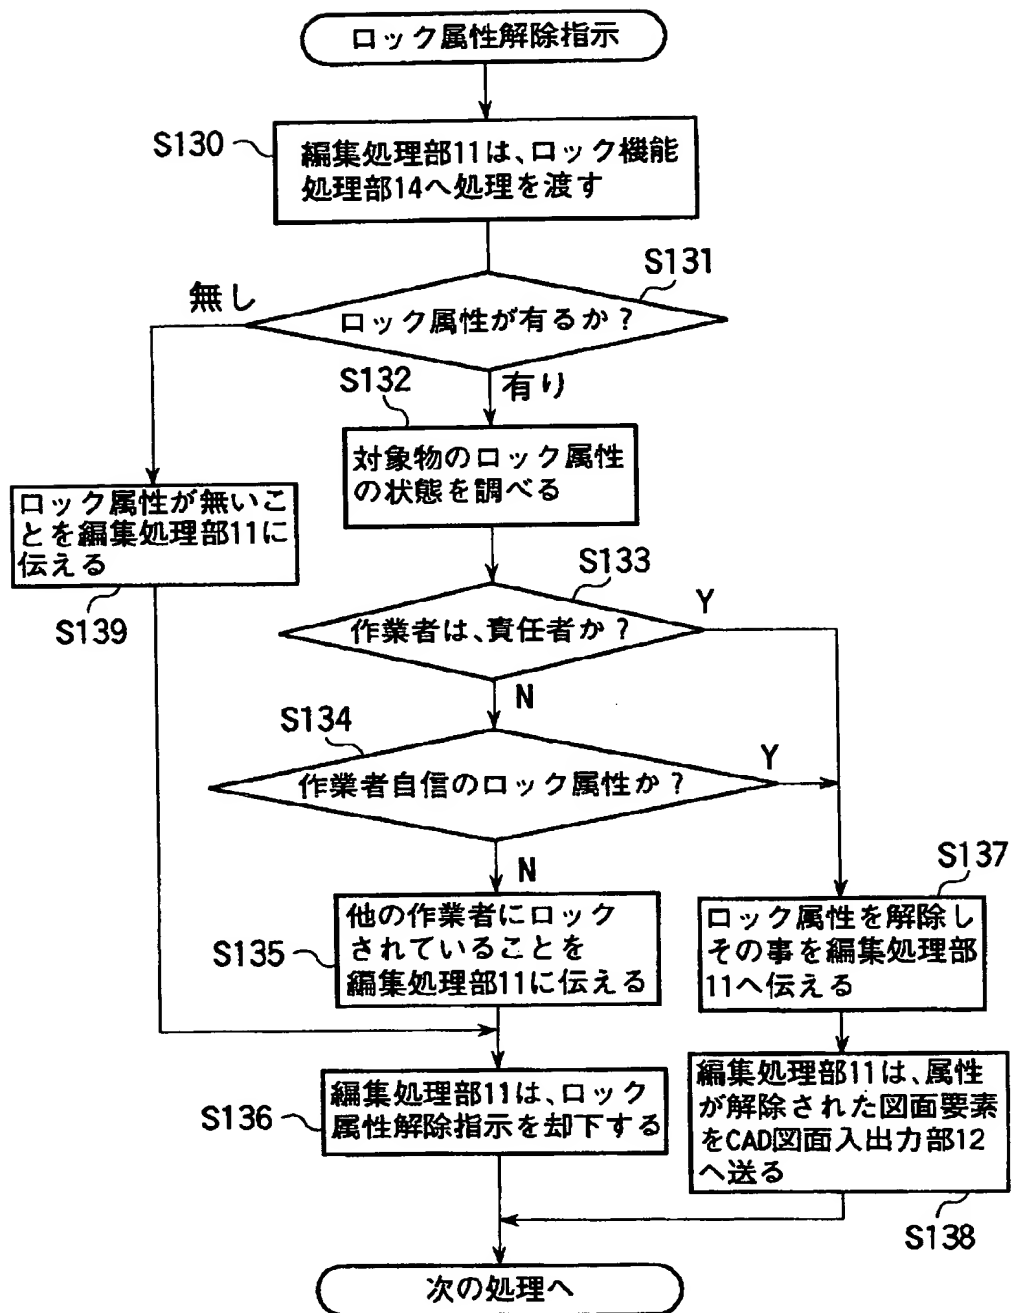 ロック属性解除指示
S130
編集処理部11は、ロック機能
処理部14へ処理を渡す
S131
無し
ロック属性が有るか?
S132
有り
対象物のロック属性
の状態を調べる
ロック属性が無いこ
とを編集処理部11に
伝える
S139
S133
Y
作業者は、責任者か?
N
S134
Y
作業者自信のロック属性か?
N
S137
他の作業者にロック
されていることを
編集処理部11に伝える
S135
ロック属性を解除し
その事を編集処理部
11へ伝える
編集処理部11は、ロック
属性解除指示を却下する
S136
編集処理部11は、属性
が解除された図面要素
をCAD図面入出力部12
へ送る
S138
次の処理へ